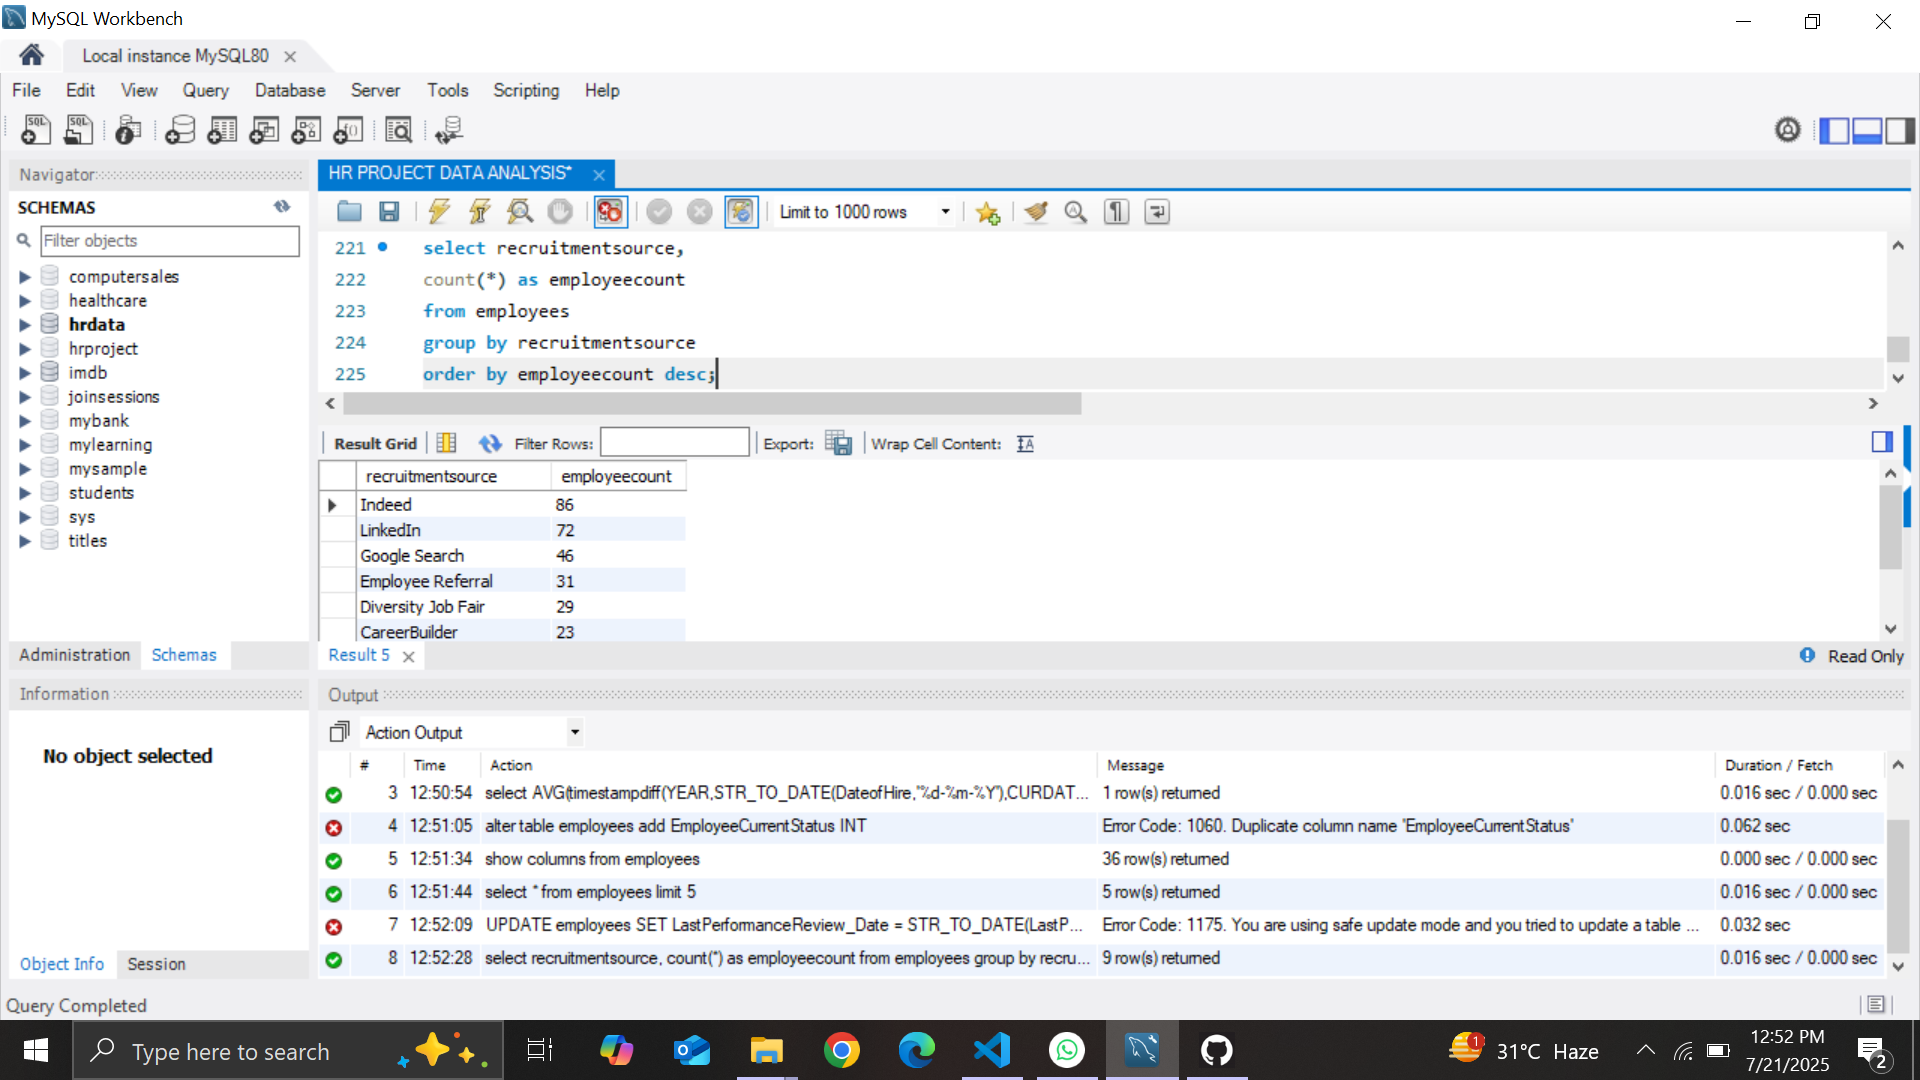 MySQL Workbench
Local instance MySQL80
File Edit View Query Database Server Tools Scripting Help
Navigator
SCHEMAS
Filter objects
computersales
healthcare
hrdata
hrproject
imdb
joinsessions
mybank
mylearning
mysample
students
sys
titles
Administration Schemas
Information
No object selected
Object Info Session
HR PROJECT DATA ANALYSIS*
Limit to 1000 rows
221 select recruitmentsource,
222 count(*) as employeecount
223 from employees
224 group by recruitmentsource
225 order by employeecount desc;
Result Grid Filter Rows: Export: Wrap Cell Content:
recruitmentsource employeecount
Indeed 86
LinkedIn 72
Google Search 46
Employee Referral 31
Diversity Job Fair 29
CareerBuilder 23
Result 5 Read Only
Output
Action Output
# Time Action Message Duration / Fetch
3 12:50:54 select AVG(timestampdiff(YEAR,STR_TO_DATE(DateofHire,"%d-%m-%Y"),CURDAT... 1 row(s) returned 0.016 sec / 0.000 sec
4 12:51:05 alter table employees add EmployeeCurrentStatus INT Error Code: 1060. Duplicate column name 'EmployeeCurrentStatus' 0.062 sec
5 12:51:34 show columns from employees 36 row(s) returned 0.000 sec / 0.000 sec
6 12:51:44 select * from employees limit 5 5 row(s) returned 0.016 sec / 0.000 sec
7 12:52:09 UPDATE employees SET LastPerformanceReview_Date = STR_TO_DATE(LastP... Error Code: 1175. You are using safe update mode and you tried to update a table ... 0.032 sec
8 12:52:28 select recruitmentsource, count(*) as employeecount from employees group by recru... 9 row(s) returned 0.016 sec / 0.000 sec
Query Completed
Type here to search
1
31°C Haze
12:52 PM
7/21/2025
2